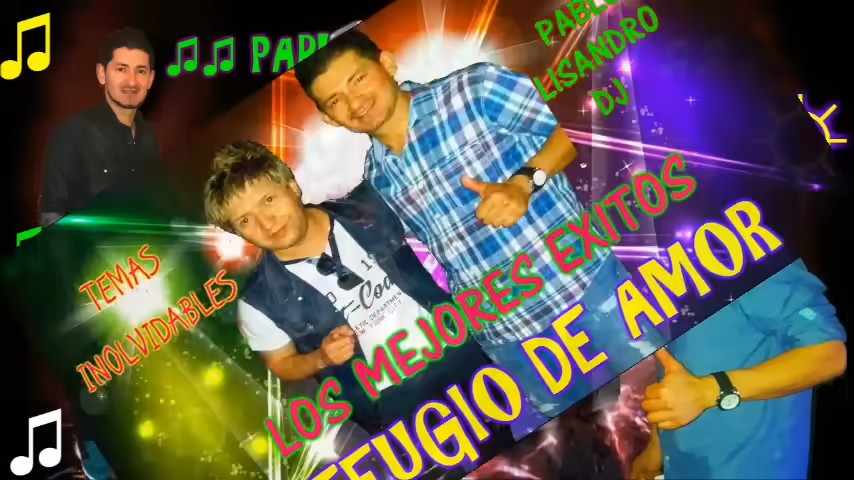 PABLO
LISANDRO
DJ
TEMAS
INOLVIDABLES
LOS MEJORES EXITOS
EFUGIO DE AMOR